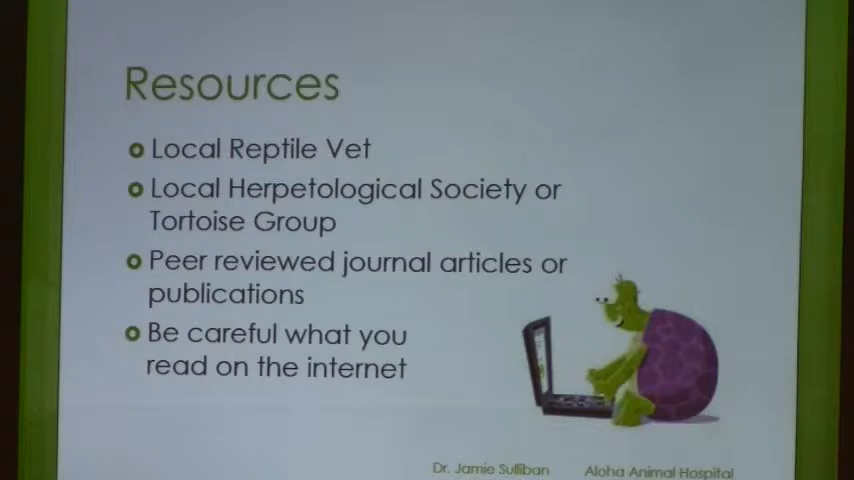 Resources
Local Reptile Vet
Local Herpetological Society or
Tortoise Group
Peer reviewed journal articles or
publications
Be careful what you
read on the internet
Dr. Jamie Sulliban Aloha Animal Hospital